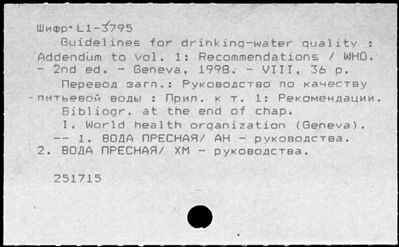 Шифр Л1-3795
Guidelines for drinking-water quality :
Addendum to vol. 1: Recommendations / WHO.
- 2nd ed. - Geneva, 1998. - VIII, 36 p.
Перевод загл.: Руководство по качеству
питьевой воды : Прил. к т. 1: Рекомендации.
Bibliogr. at the end of chap.
I. World health organization (Geneva).
-- 1. ВОДА ПРЕСНАЯ/ АН - руководства.
2. ВОДА ПРЕСНАЯ/ ХМ - руководства.
251715